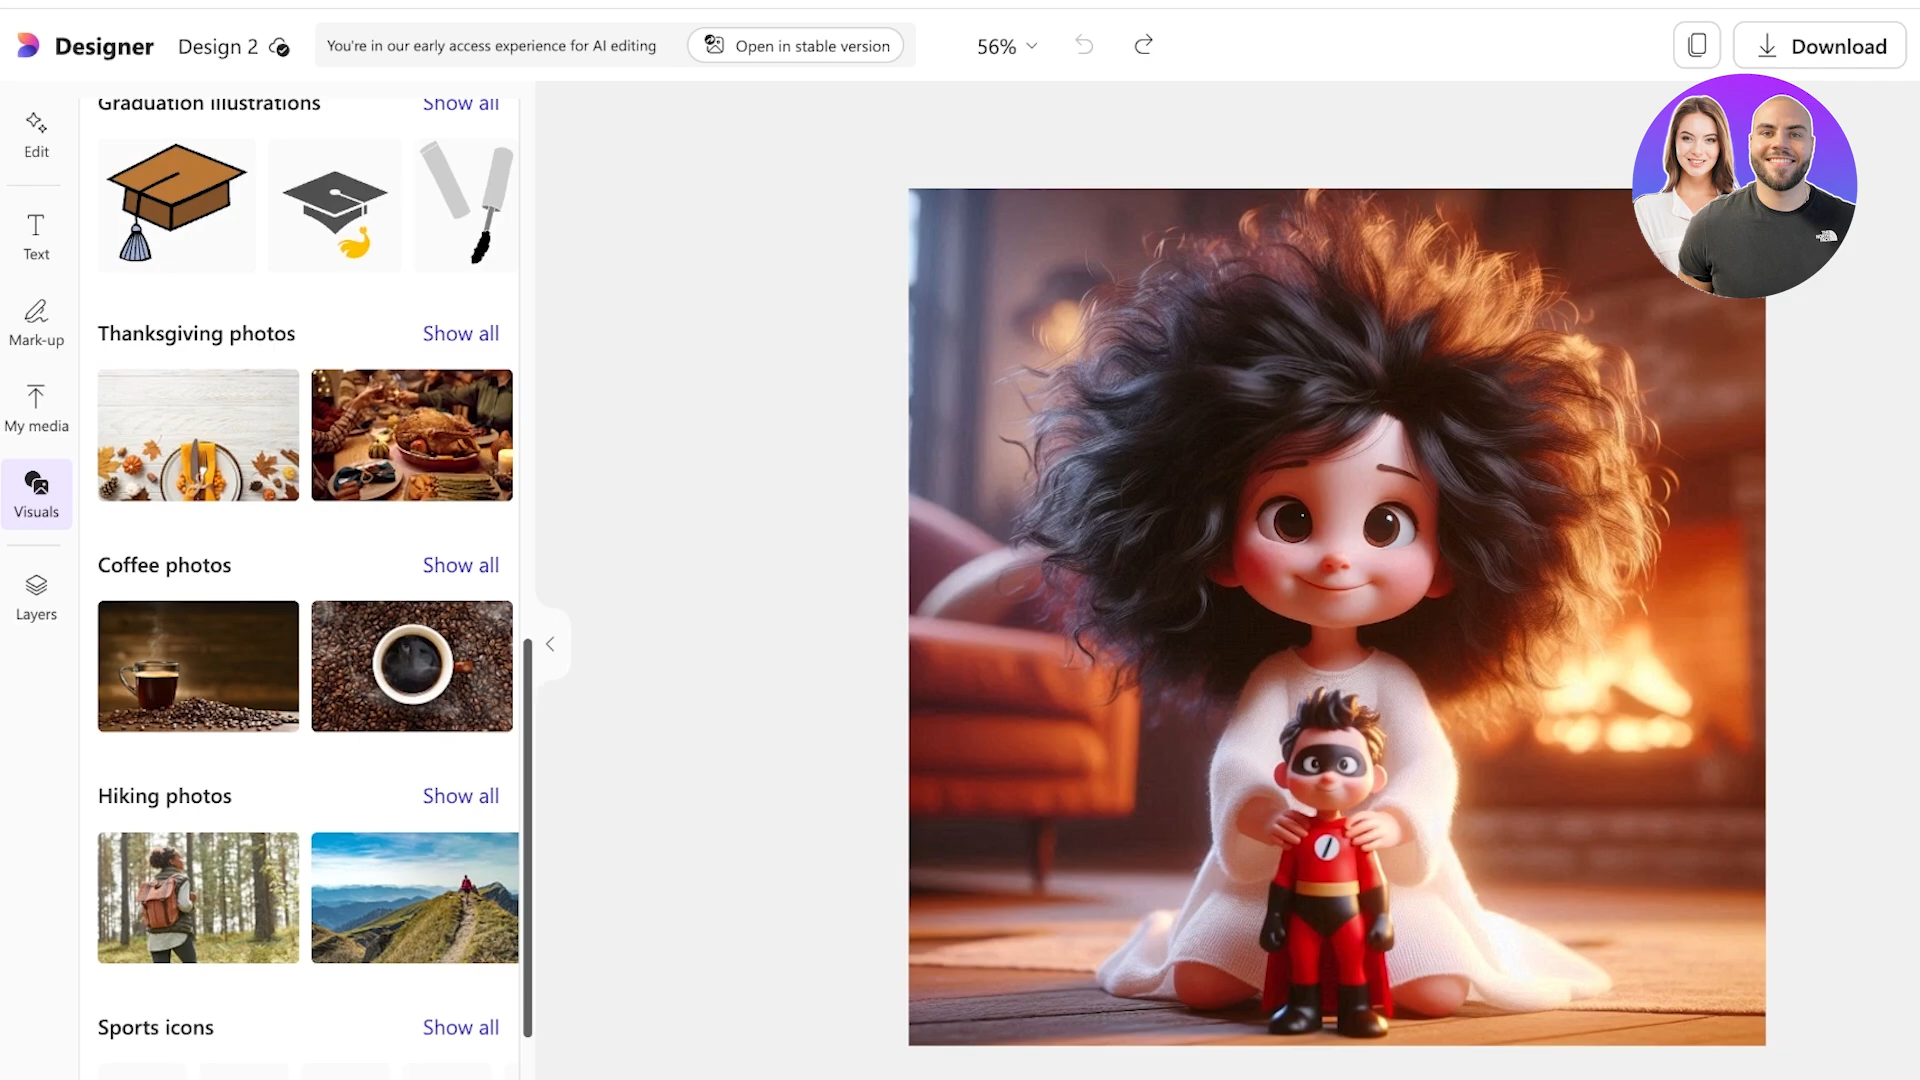 Designer
Design 2
You're in our early access experience for AI editing
Open in stable version
56%
Download
Edit
Text
Mark-up
My media
Visuals
Layers
Graduation illustrations
Show all
Thanksgiving photos
Show all
Coffee photos
Show all
Hiking photos
Show all
Sports icons
Show all